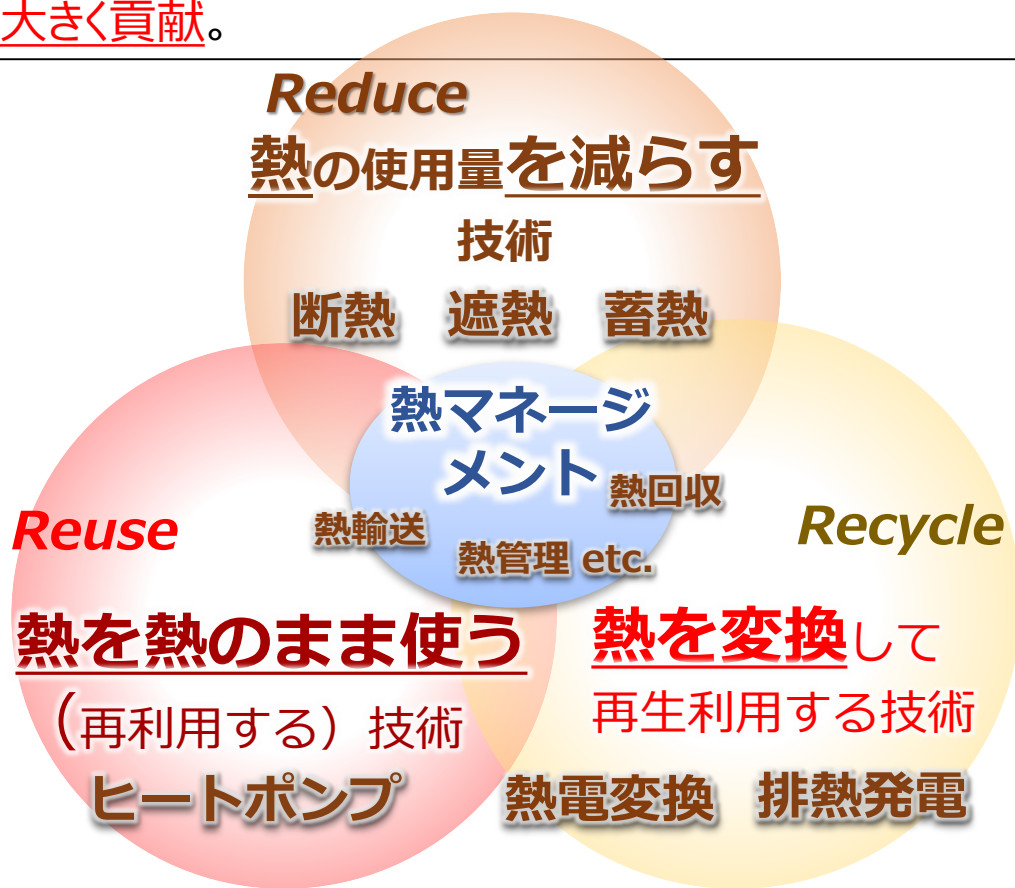 大きく貢献。
Reduce
熱の使用量を減らす
技術
断熱 遮熱 蓄熱
熱マネージ
メント
熱回収
熱輸送
熱管理 etc.
Reuse
熱を熱のまま使う
(再利用する）技術
ヒートポンプ
Recycle
熱を変換して
再生利用する技術
熱電変換 排熱発電